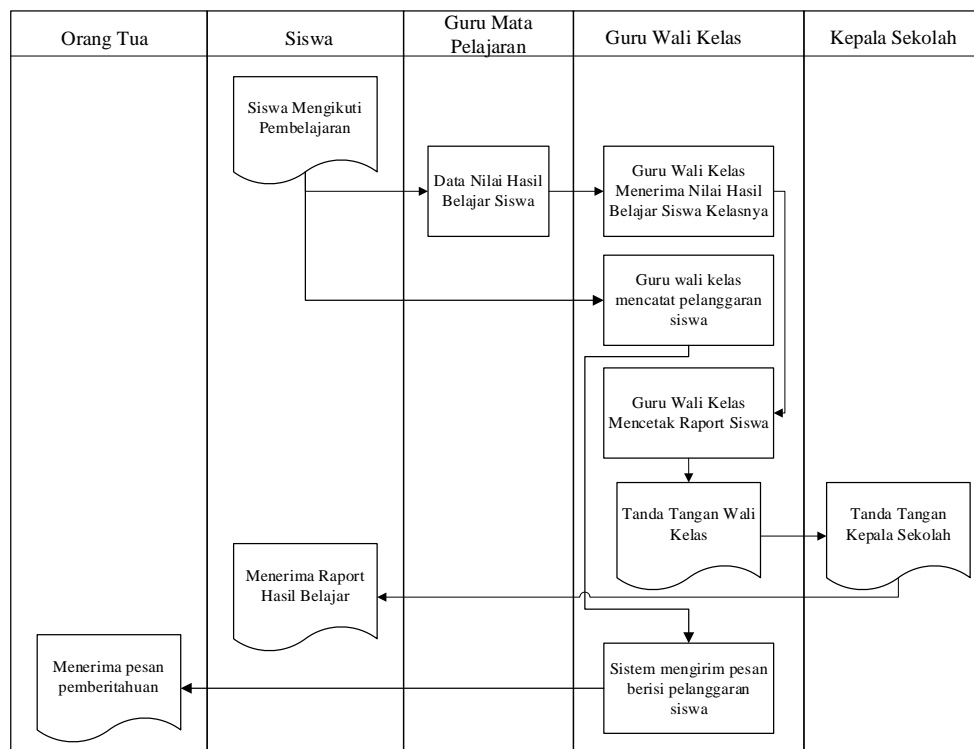 Orang Tua
Siswa
Guru Mata
Pelajaran
Guru Wali Kelas
Kepala Sekolah
Siswa Mengikuti
Pembelajaran
Data Nilai Hasil
Belajar Siswa
Guru Wali Kelas
Menerima Nilai Hasil
Belajar Siswa Kelasnya
Guru wali kelas
mencatat pelanggaran
siswa
Guru Wali Kelas
Mencetak Raport Siswa
Tanda Tangan Wali
Kelas
Tanda Tangan
Kepala Sekolah
Menerima Raport
Hasil Belajar
Menerima pesan
pemberitahuan
Sistem mengirim pesan
berisi pelanggaran
siswa